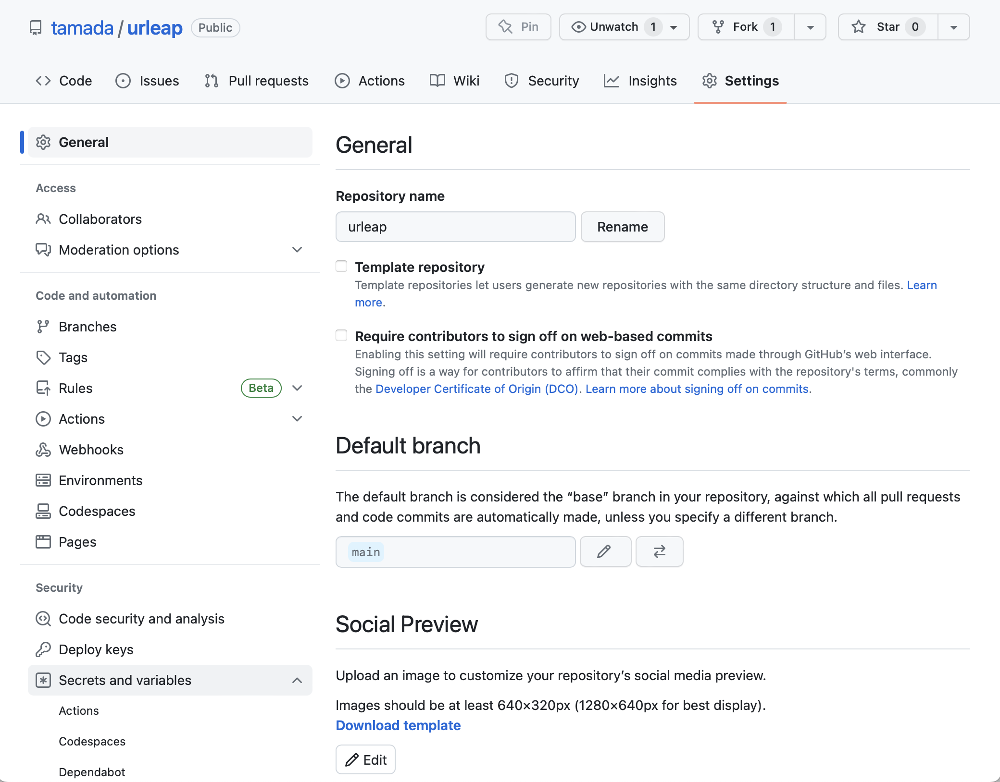 tamada / urleap Public
Pin
Unwatch 1
Fork 1
Star 0
Code
Issues
Pull requests
Actions
Wiki
Security
Insights
Settings
General
Access
Collaborators
Moderation options
Code and automation
Branches
Tags
Rules Beta
Actions
Webhooks
Environments
Codespaces
Pages
Security
Code security and analysis
Deploy keys
Secrets and variables
Actions
Codespaces
Dependabot
General
Repository name
urleap
Rename
Template repository
Template repositories let users generate new repositories with the same directory structure and files. Learn
more.
Require contributors to sign off on web-based commits
Enabling this setting will require contributors to sign off on commits made through GitHub’s web interface.
Signing off is a way for contributors to affirm that their commit complies with the repository's terms, commonly
the Developer Certificate of Origin (DCO). Learn more about signing off on commits.
Default branch
The default branch is considered the “base” branch in your repository, against which all pull requests
and code commits are automatically made, unless you specify a different branch.
main
Social Preview
Upload an image to customize your repository’s social media preview.
Images should be at least 640×320px (1280×640px for best display).
Download template
Edit